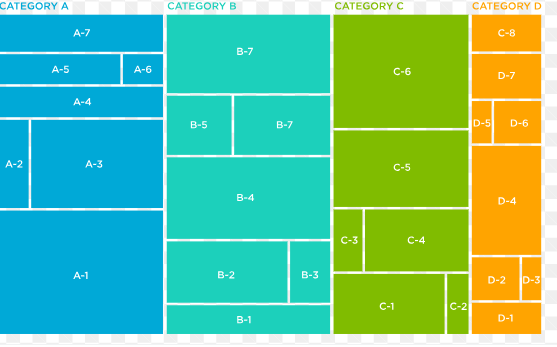 CATEGORY A
A-7
A-5
A-6
A-4
A-2
A-3
A-1
CATEGORY B
B-7
B-5
B-7
B-4
B-2
B-3
B-1
CATEGORY C
C-6
C-5
C-3
C-4
C-1
C-2
CATEGORY D
C-8
D-7
D-5
D-6
D-4
D-2
D-3
D-1